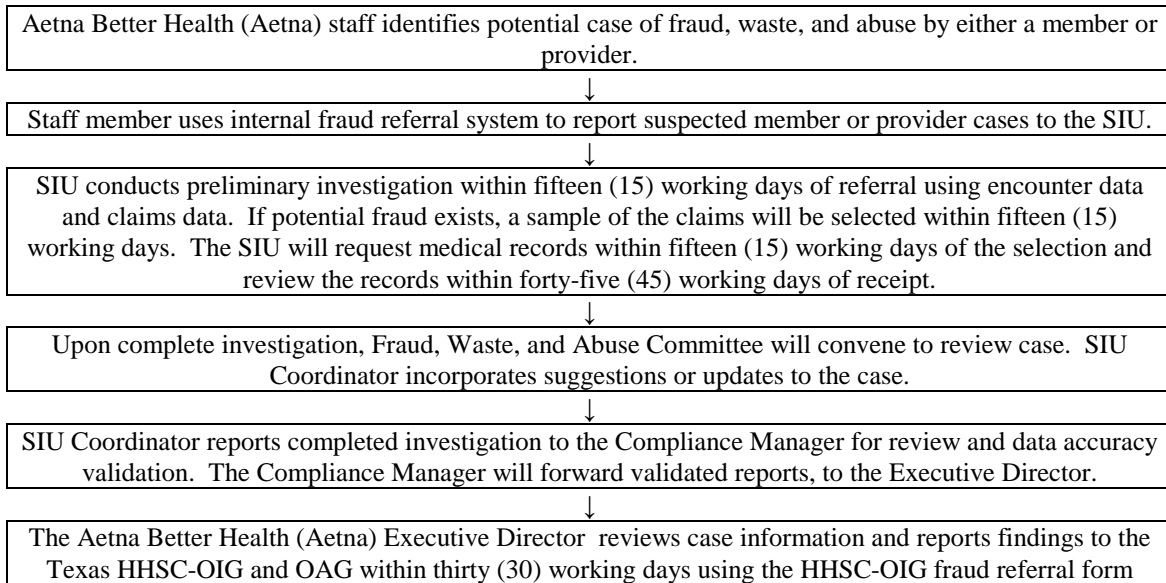 Aetna Better Health (Aetna) staff identifies potential case of fraud, waste, and abuse by either a member or
provider.
↓
Staff member uses internal fraud referral system to report suspected member or provider cases to the SIU.
↓
SIU conducts preliminary investigation within fifteen (15) working days of referral using encounter data
and claims data.  If potential fraud exists, a sample of the claims will be selected within fifteen (15)
working days.  The SIU will request medical records within fifteen (15) working days of the selection and
review the records within forty-five (45) working days of receipt.
↓
Upon complete investigation, Fraud, Waste, and Abuse Committee will convene to review case.  SIU
Coordinator incorporates suggestions or updates to the case.
↓
SIU Coordinator reports completed investigation to the Compliance Manager for review and data accuracy
validation.  The Compliance Manager will forward validated reports, to the Executive Director.
↓
The Aetna Better Health (Aetna) Executive Director  reviews case information and reports findings to the
Texas HHSC-OIG and OAG within thirty (30) working days using the HHSC-OIG fraud referral form